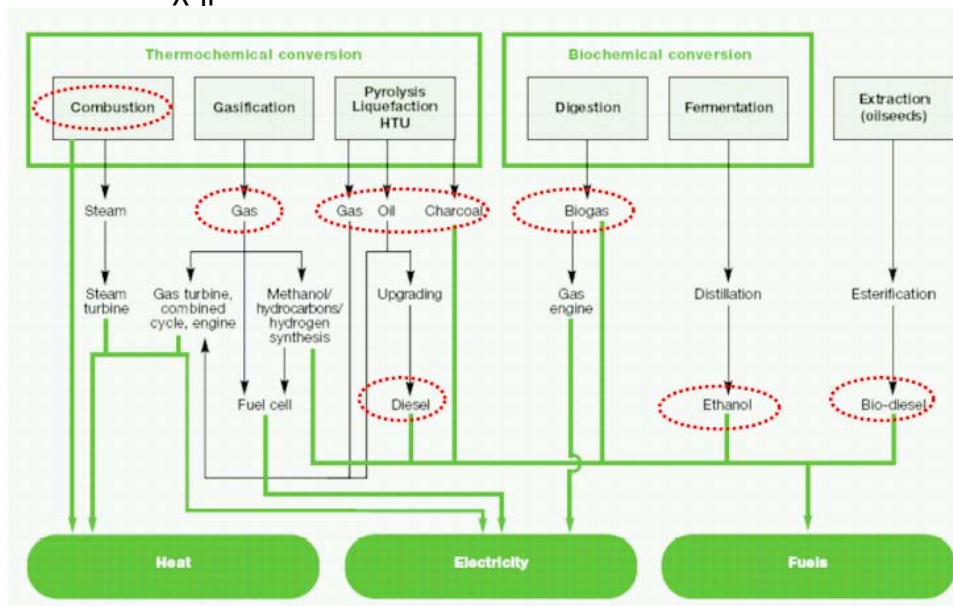 Thermochemical conversion
Biochemical conversion
Combustion
Gasification
Pyrolysis
Liquefaction
HTU
Digestion
Fermentation
Extraction
(oilseeds)
Steam
Gas
Gas
Oil
Charcoal
Biogas
Steam
turbine
Gas turbine,
combined
cycle, engine
Methanol/
hydrocarbons/
hydrogen
synthesis
Upgrading
Gas
engine
Distillation
Esterification
Fuel cell
Diesel
Ethanol
Bio-diesel
Heat
Electricity
Fuels